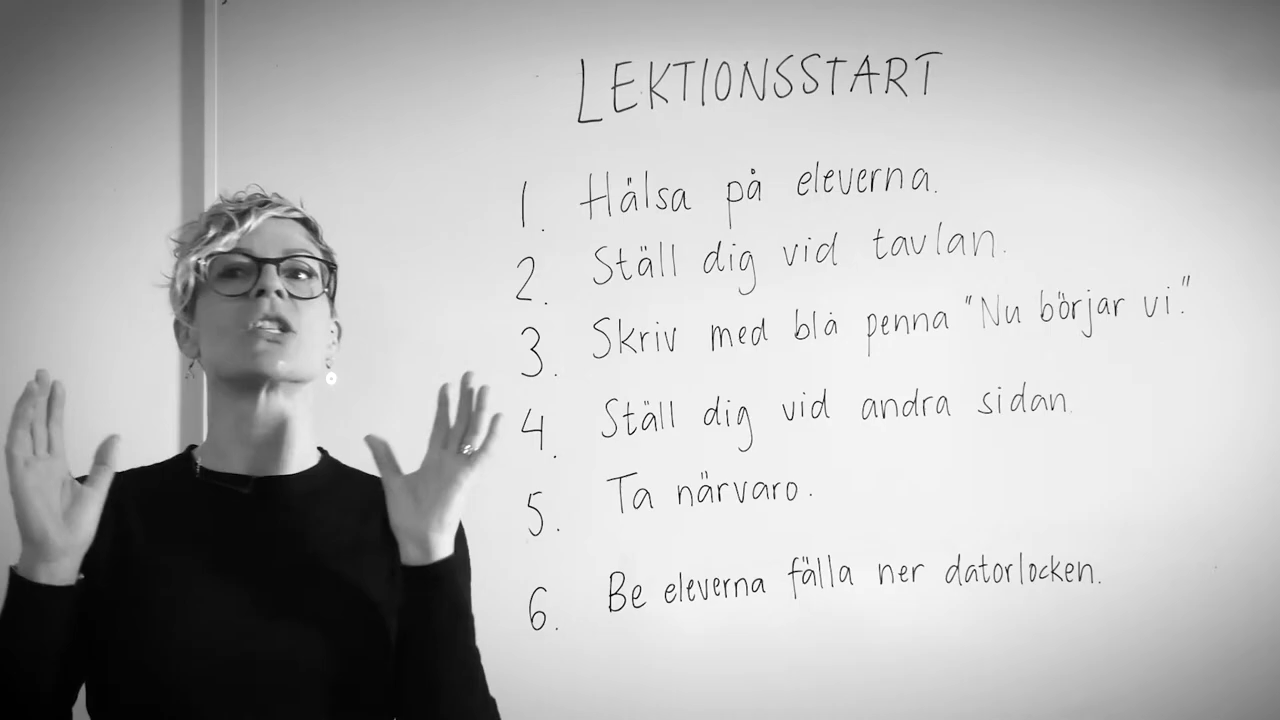 LEKTIONSSTART
1. Hälsa på eleverna.
2. Ställ dig vid tavlan.
3. Skriv med blå penna "Nu börjar vi."
4. Ställ dig vid andra sidan.
5. Ta närvaro.
6. Be eleverna fälla ner datorlocken.